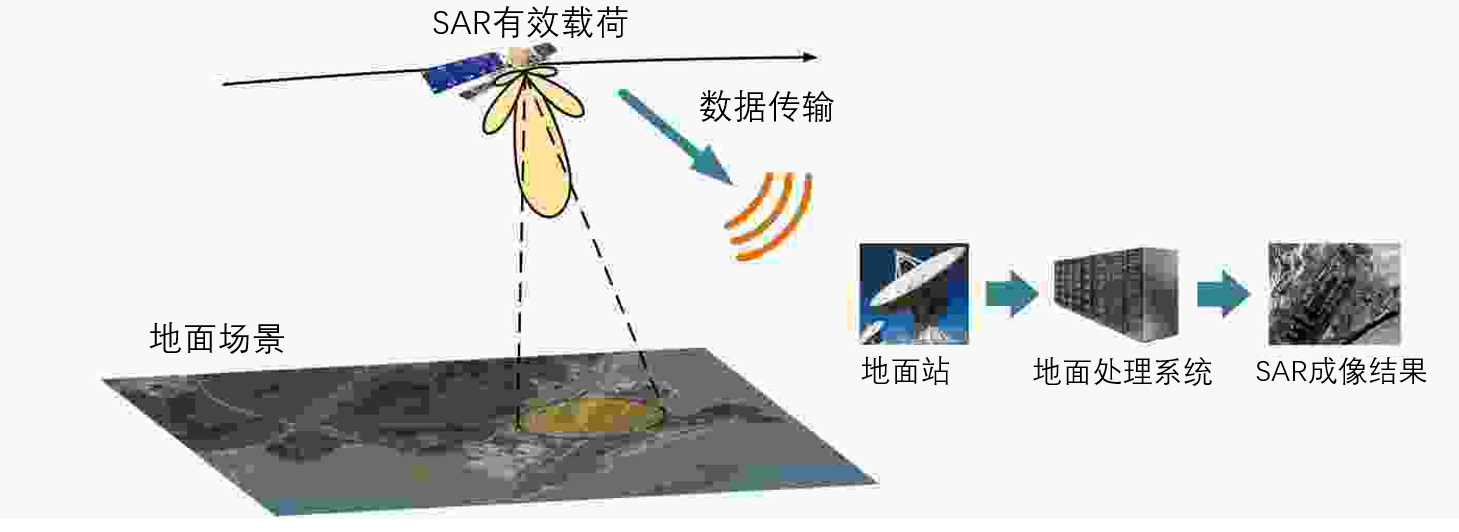 SAR有效载荷
数据传输
地面场景
地面站
地面处理系统
SAR成像结果